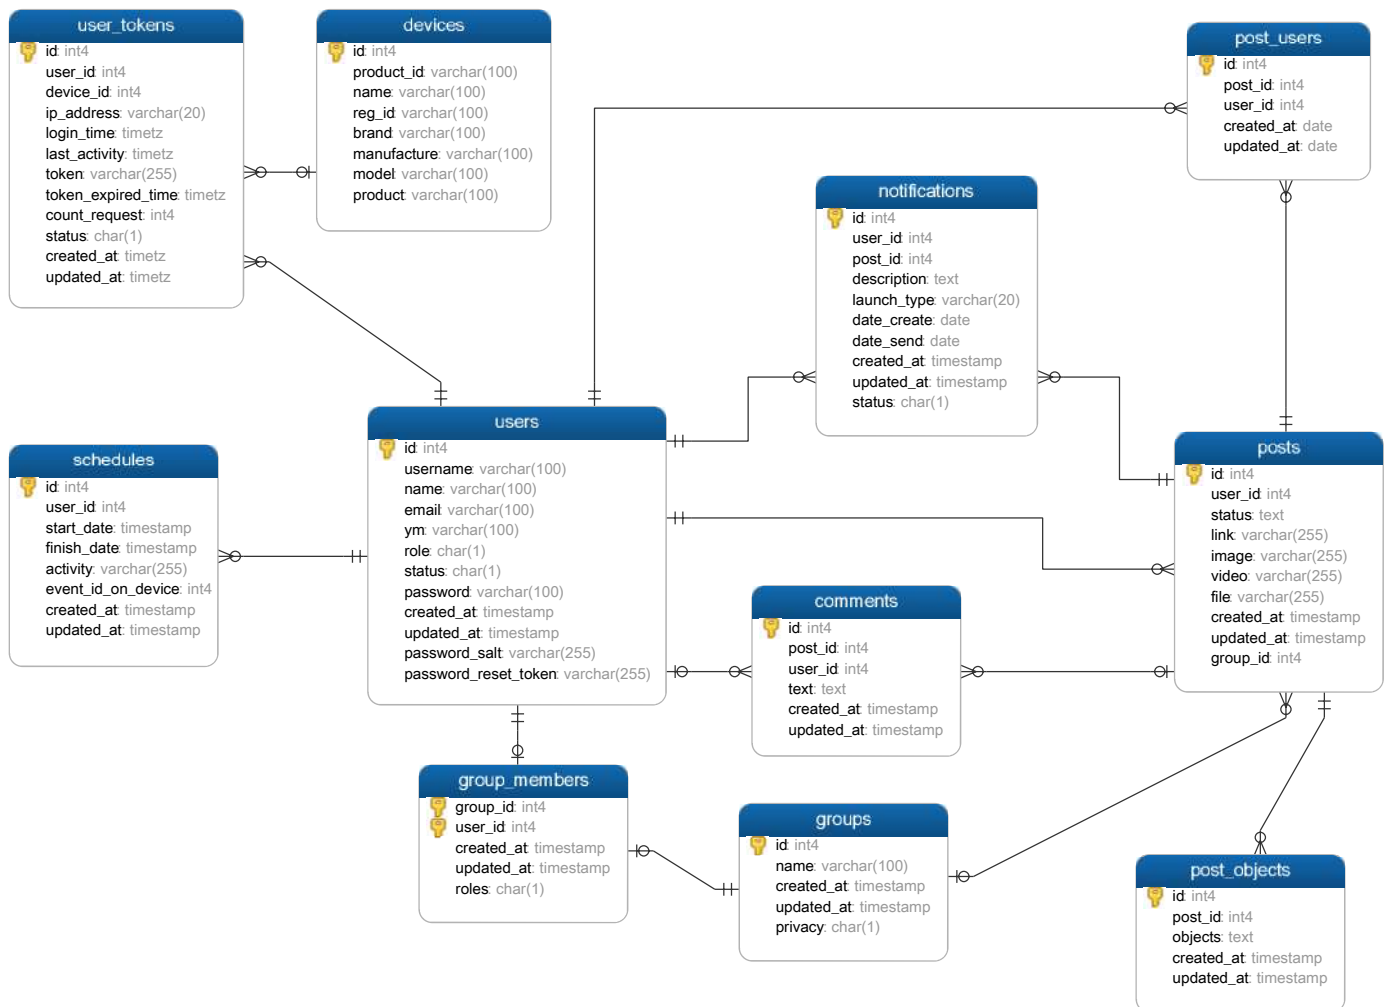 user_tokens
id: int4
user_id: int4
device_id: int4
ip_address: varchar(20)
login_time: timetz
last_activity: timetz
token: varchar(255)
token_expired_time: timetz
count_request: int4
status: char(1)
created_at: timetz
updated_at: timetz
devices
id: int4
product_id: varchar(100)
name: varchar(100)
reg_id: varchar(100)
brand: varchar(100)
manufacture: varchar(100)
model: varchar(100)
product: varchar(100)
post_users
id: int4
post_id: int4
user_id: int4
created_at: date
updated_at: date
notifications
id: int4
user_id: int4
post_id: int4
description: text
launch_type: varchar(20)
date_create: date
date_send: date
created_at: timestamp
updated_at: timestamp
status: char(1)
users
id: int4
username: varchar(100)
name: varchar(100)
email: varchar(100)
ym: varchar(100)
role: char(1)
status: char(1)
password: varchar(100)
created_at: timestamp
updated_at: timestamp
password_salt: varchar(255)
password_reset_token: varchar(255)
schedules
id: int4
user_id: int4
start_date: timestamp
finish_date: timestamp
activity: varchar(255)
event_id_on_device: int4
created_at: timestamp
updated_at: timestamp
posts
id: int4
user_id: int4
status: text
link: varchar(255)
image: varchar(255)
video: varchar(255)
file: varchar(255)
created_at: timestamp
updated_at: timestamp
group_id: int4
comments
id: int4
post_id: int4
user_id: int4
text: text
created_at: timestamp
updated_at: timestamp
group_members
group_id: int4
user_id: int4
created_at: timestamp
updated_at: timestamp
roles: char(1)
groups
id: int4
name: varchar(100)
created_at: timestamp
updated_at: timestamp
privacy: char(1)
post_objects
id: int4
post_id: int4
objects: text
created_at: timestamp
updated_at: timestamp